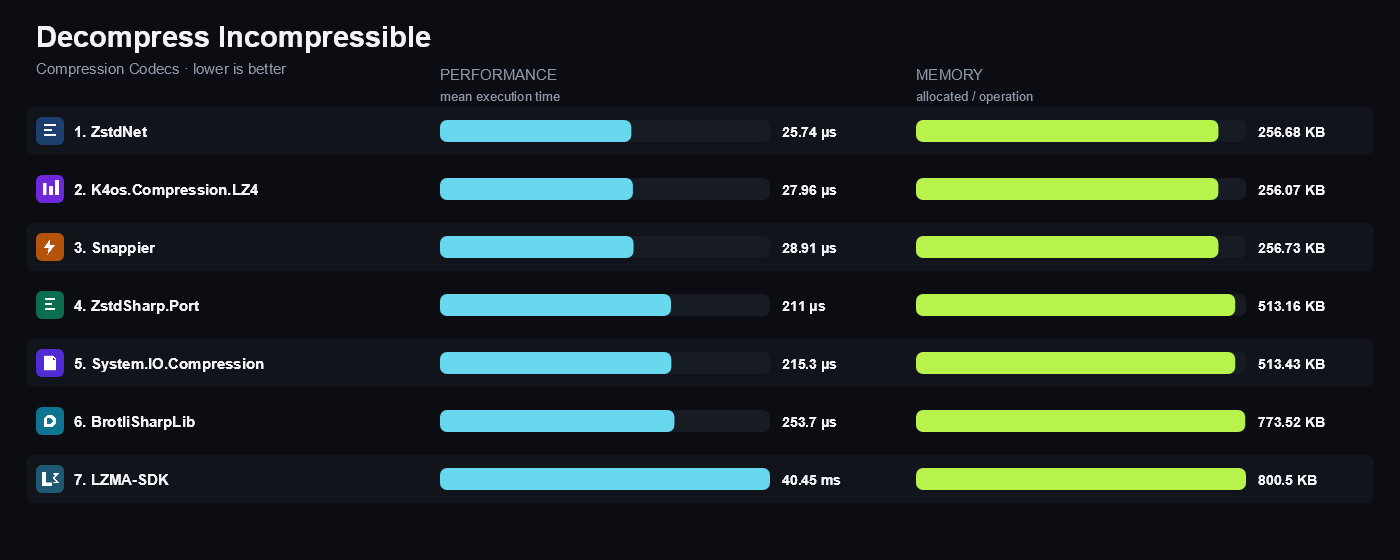 Decompress Incompressible
Compression Codecs · lower is better
PERFORMANCE
mean execution time
MEMORY
allocated / operation
1. ZstdNet 25.74 µs 256.68 KB
2. K4os.Compression.LZ4 27.96 µs 256.07 KB
3. Snappier 28.91 µs 256.73 KB
4. ZstdSharp.Port 211 µs 513.16 KB
5. System.IO.Compression 215.3 µs 513.43 KB
6. BrotliSharpLib 253.7 µs 773.52 KB
7. LZMA-SDK 40.45 ms 800.5 KB